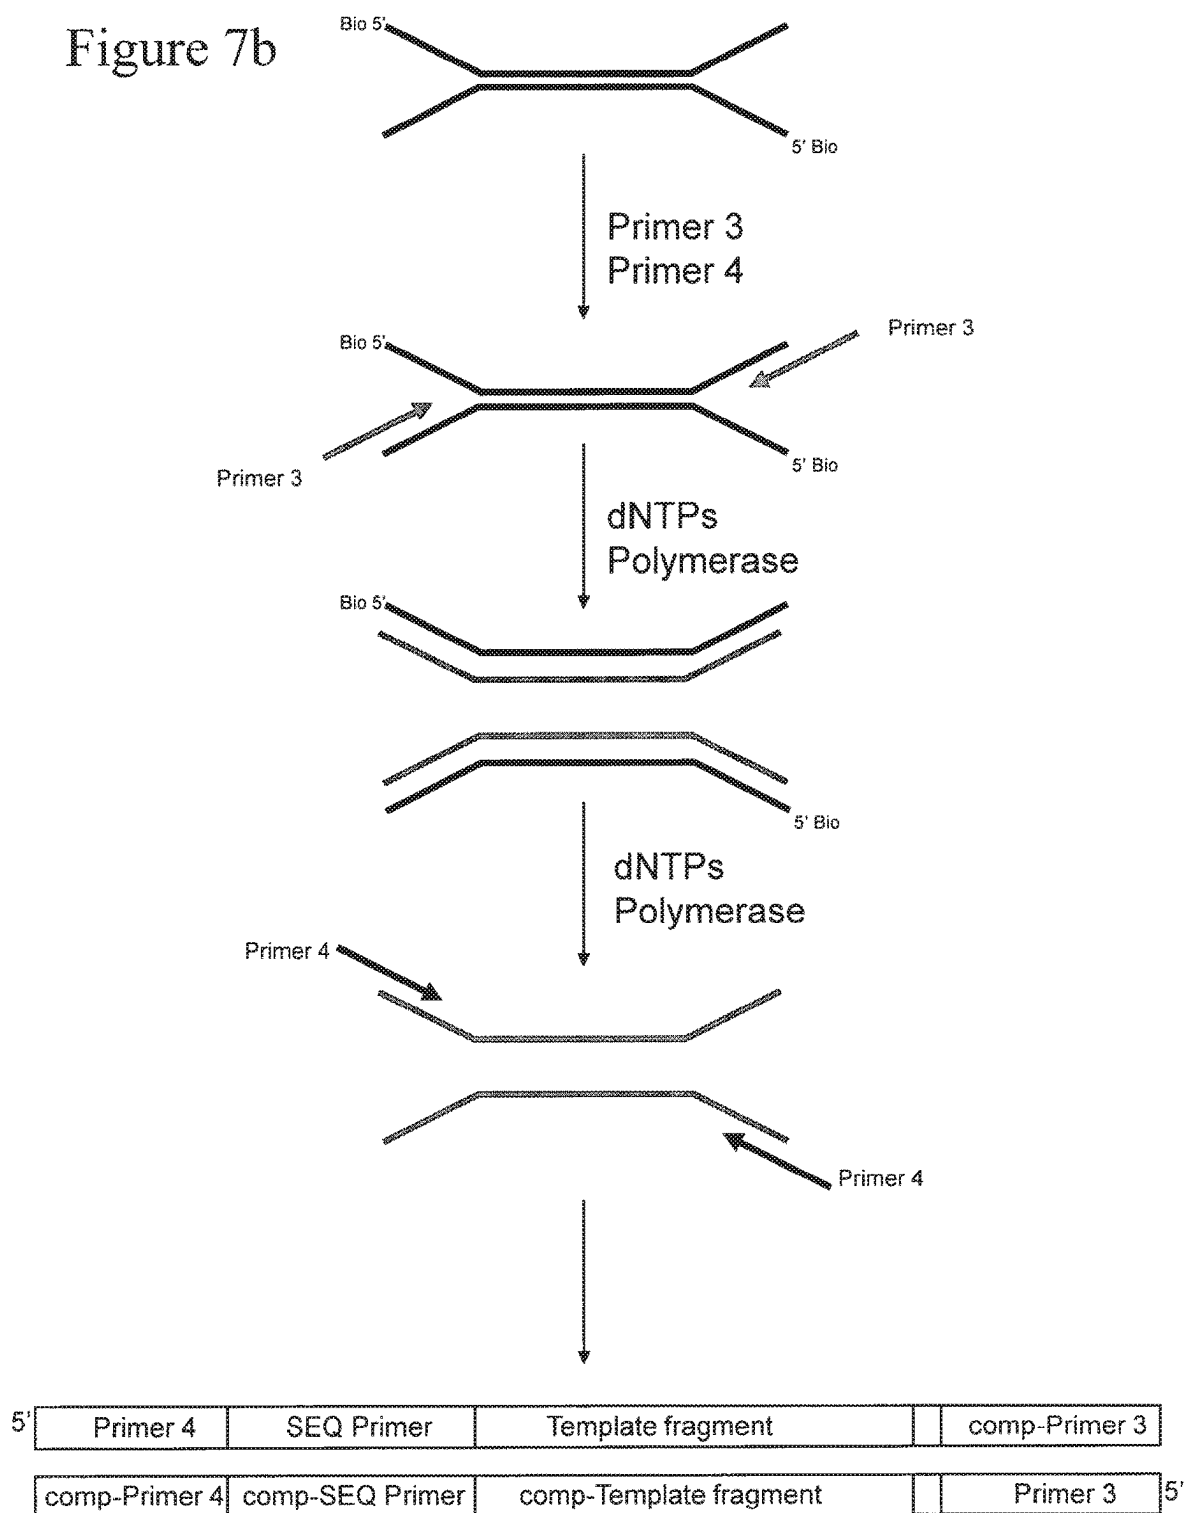 Figure 7b
Bio 5'
5' Bio
Primer 3
Primer 4
Bio 5'
Primer 3
Primer 3
5' Bio
dNTPs
Polymerase
Bio 5'
5' Bio
dNTPs
Polymerase
Primer 4
Primer 4
5' Primer 4 SEQ Primer Template fragment comp-Primer 3
comp-Primer 4 comp-SEQ Primer comp-Template fragment Primer 3 5'